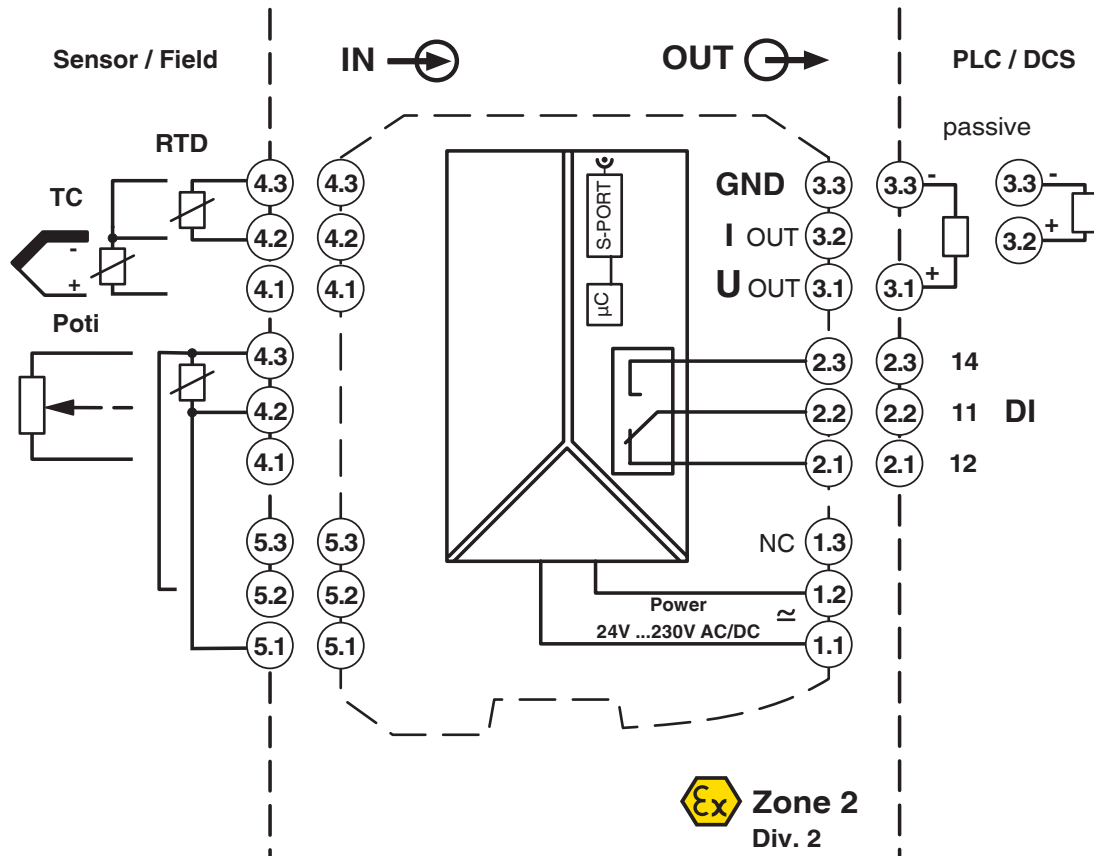 Sensor / Field
IN
OUT
PLC / DCS
passive
RTD
TC
-
+
4.3
4.2
4.1
4.3
4.2
4.1
S-PORT
µC
GND
I OUT
U OUT
3.3
3.2
3.1
3.3 -
3.1 +
3.3 -
3.2 +
Poti
4.3
4.2
4.1
2.3
2.2
2.1
2.3 14
2.2 11 DI
2.1 12
5.3
5.2
5.1
5.3
5.2
5.1
NC 1.3
1.2
1.1
Power
≃
24V ...230V AC/DC
Ex Zone 2
Div. 2